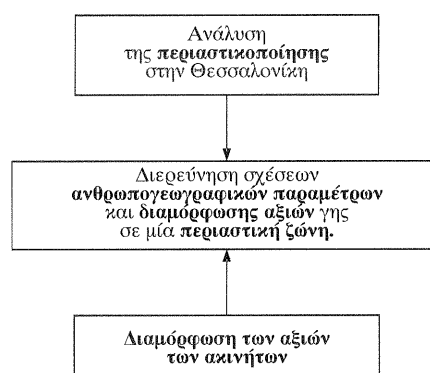 Ανάλυση
της περιαστικοποίησης
στην Θεσσαλονίκη
Διερεύνηση σχέσεων
ανθρωπογεωγραφικών παραμέτρων
και διαμόρφωσης αξιών γης
σε μία περιαστική ζώνη.
Διαμόρφωση των αξιών
των ακινήτων